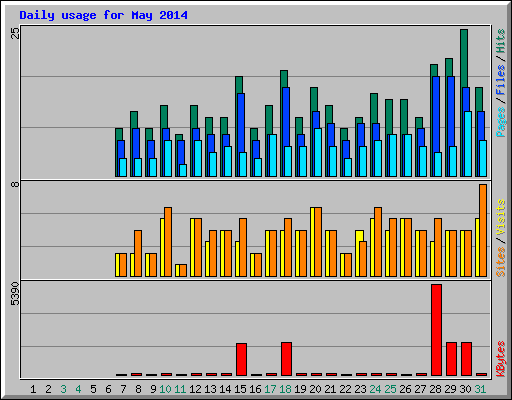 Daily usage for May 2014
25
Pages / Files / Hits
8
Sites / Visits
5390
KBytes
1 2 3 4 5 6 7 8 9 10 11 12 13 14 15 16 17 18 19 20 21 22 23 24 25 26 27 28 29 30 31